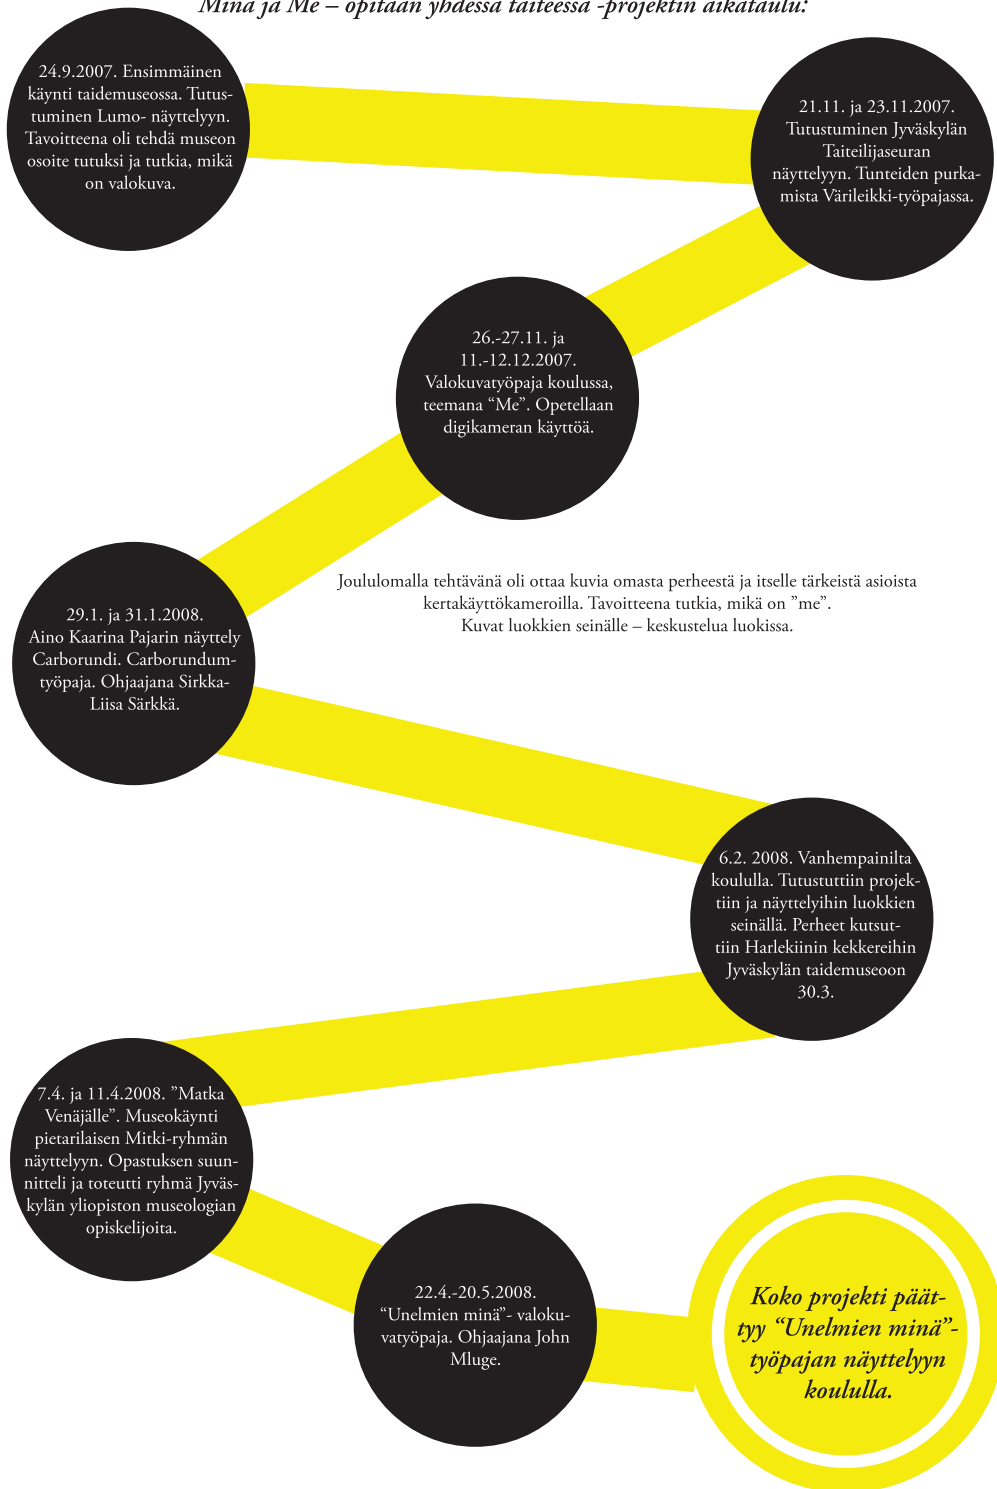 Minä ja Me – opitaan yhdessä taiteessa -projektin aikataulu:
24.9.2007. Ensimmäinen
käynti taidemuseossa. Tutus-
tuminen Lumo- näyttelyyn.
Tavoitteena oli tehdä museon
osoite tutuksi ja tutkia, mikä
on valokuva.
21.11. ja 23.11.2007.
Tutustuminen Jyväskylän
Taiteilijaseuran
näyttelyyn. Tunteiden purka-
mista Värileikki-työpajassa.
26.-27.11. ja
11.-12.12.2007.
Valokuvatyöpaja koulussa,
teemana “Me”. Opetellaan
digikameran käyttöä.
Joululomalla tehtävänä oli ottaa kuvia omasta perheestä ja itselle tärkeistä asioista
kertakäyttökameroilla. Tavoitteena tutkia, mikä on ”me”.
Kuvat luokkien seinälle – keskustelua luokissa.
29.1. ja 31.1.2008.
Aino Kaarina Pajarin näyttely
Carborundi. Carborundum-
työpaja. Ohjaajana Sirkka-
Liisa Särkkä.
6.2. 2008. Vanhempainilta
koululla. Tutustuttiin projek-
tiin ja näyttelyihin luokkien
seinällä. Perheet kutsut-
tiin Harlekiinin kekkereihin
Jyväskylän taidemuseoon
30.3.
7.4. ja 11.4.2008. ”Matka
Venäjälle”. Museokäynti
pietarilaisen Mitki-ryhmän
näyttelyyn. Opastuksen suun-
nitteli ja toteutti ryhmä Jyväs-
kylän yliopiston museologian
opiskelijoita.
22.4.-20.5.2008.
“Unelmien minä”- valoku-
vatyöpaja. Ohjaajana John
Mluge.
Koko projekti päät-
tyy “Unelmien minä”-
työpajan näyttelyyn
koululla.